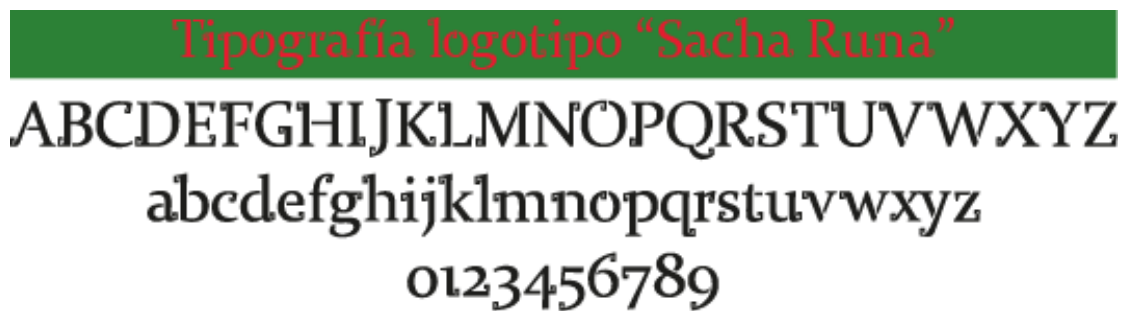 Tipografía logotipo “Sacha Runa”
ABCDEFGHIJKLMNOPQRSTUVWXYZ
abcdefghijklmnopqrstuvwxyz
0123456789